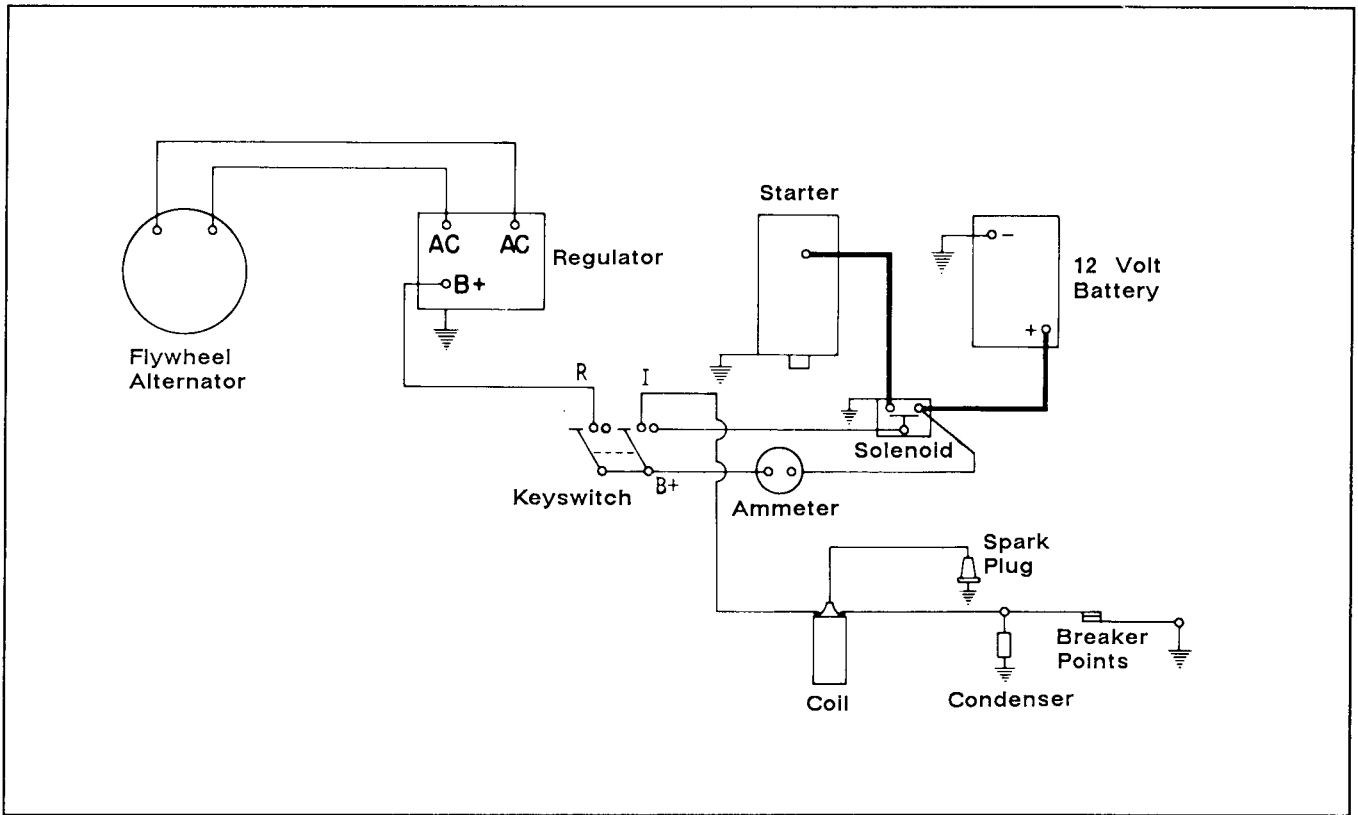 Starter
AC
AC
Regulator
B+
-
12 Volt
Battery
+
Flywheel
Alternator
R
I
Solenoid
Keyswitch
B+
Ammeter
Spark
Plug
Breaker
Points
Coil
Condenser